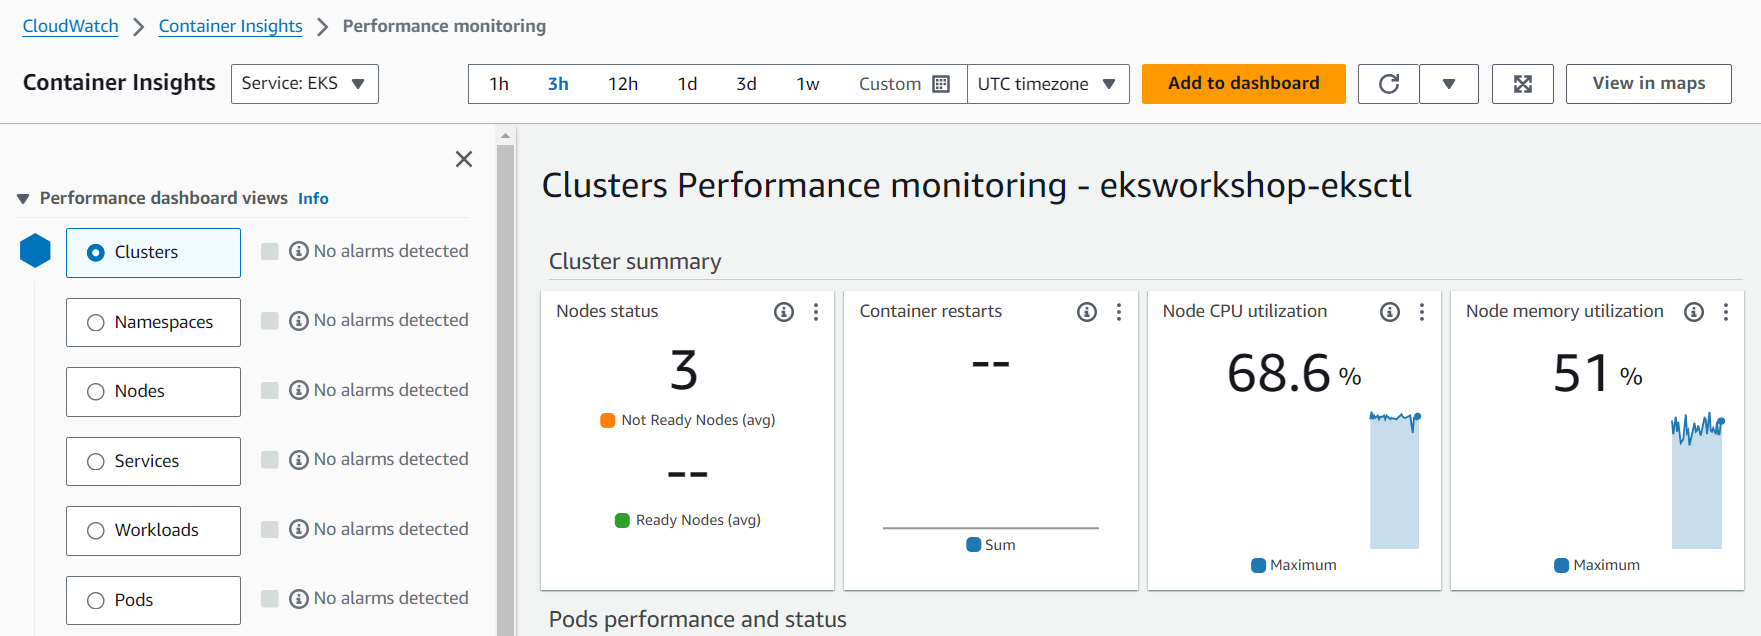 CloudWatch > Container Insights > Performance monitoring
Container Insights Service: EKS 1h 3h 12h 1d 3d 1w Custom UTC timezone Add to dashboard View in maps
Performance dashboard views Info
Clusters No alarms detected
Namespaces No alarms detected
Nodes No alarms detected
Services No alarms detected
Workloads No alarms detected
Pods No alarms detected
Clusters Performance monitoring - eksworkshop-eksctl
Cluster summary
Nodes status
3
Not Ready Nodes (avg)
--
Ready Nodes (avg)
Container restarts
--
Sum
Node CPU utilization
68.6 %
Maximum
Node memory utilization
51 %
Maximum
Pods performance and status